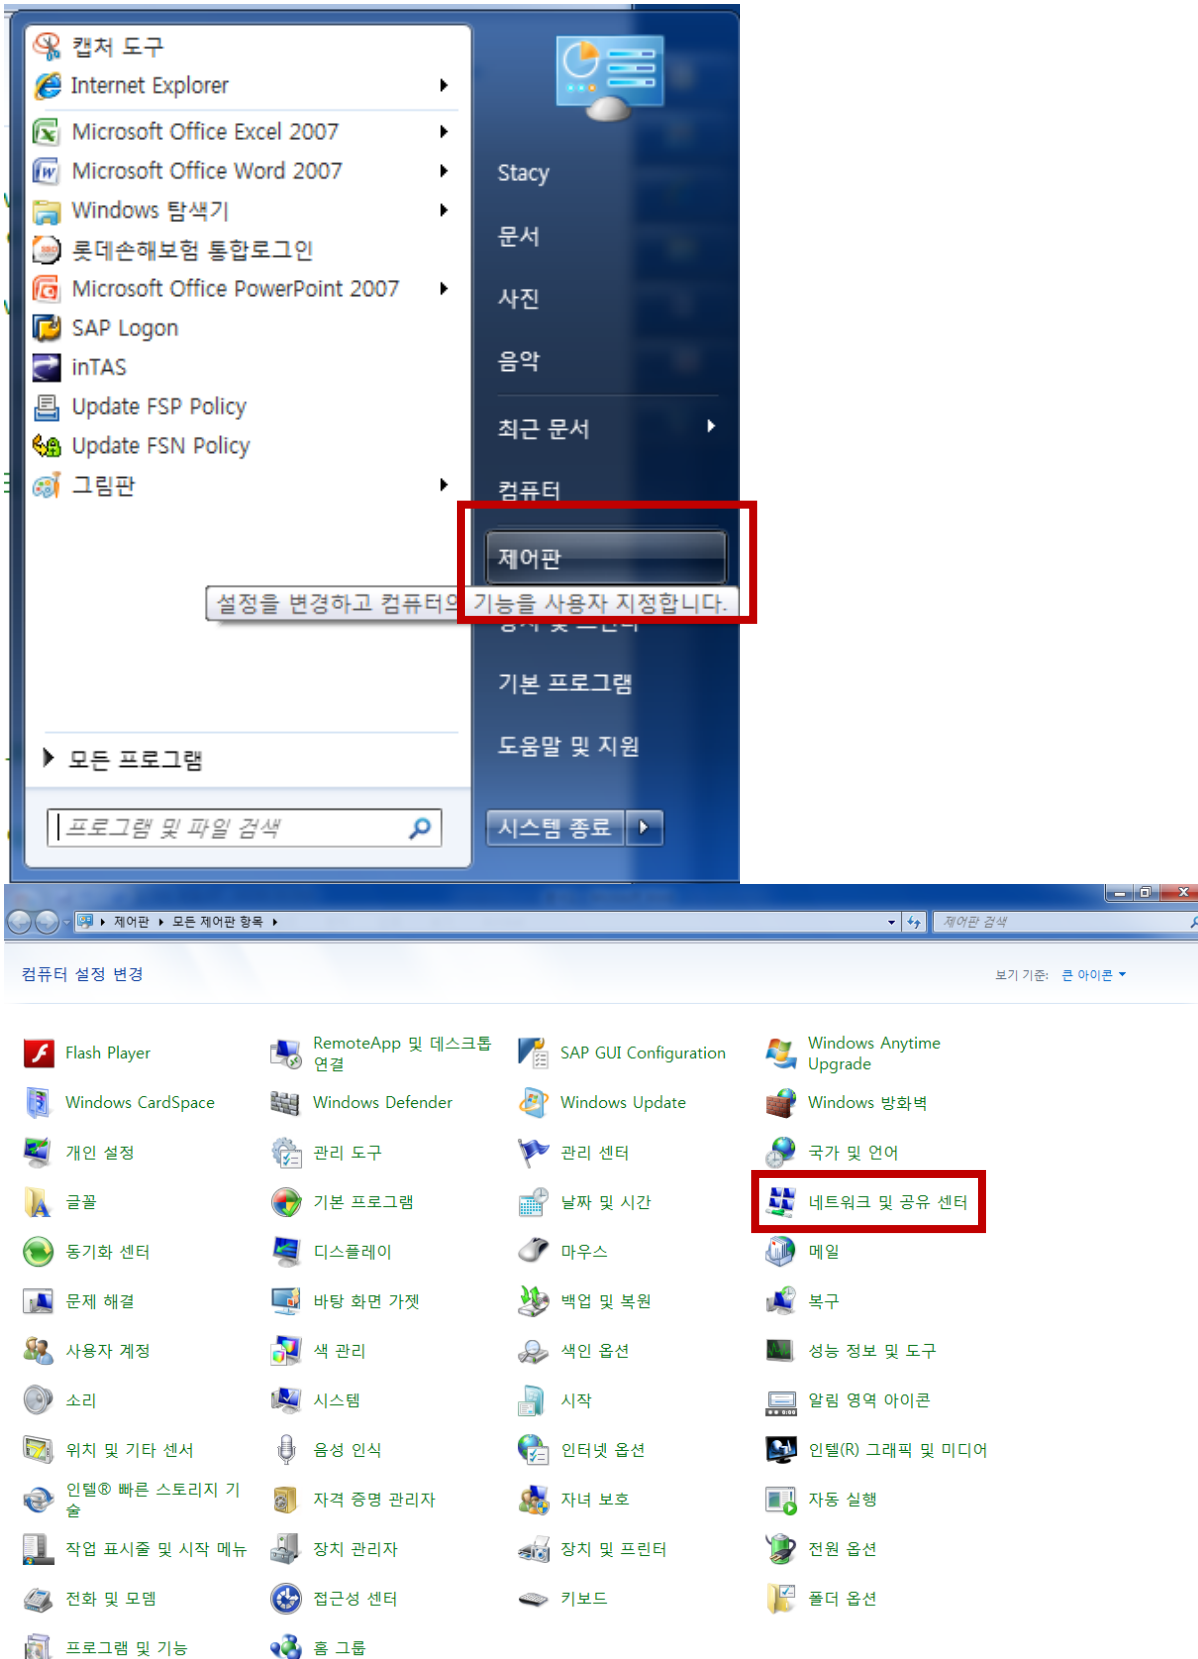 캡처 도구
Internet Explorer
Microsoft Office Excel 2007
Microsoft Office Word 2007
Windows 탐색기
롯데손해보험 통합로그인
Microsoft Office PowerPoint 2007
SAP Logon
inTAS
Update FSP Policy
Update FSN Policy
그림판
모든 프로그램
프로그램 및 파일 검색
Stacy
문서
사진
음악
최근 문서
컴퓨터
제어판
설정을 변경하고 컴퓨터의 기능을 사용자 지정합니다.
장치 및 프린터
기본 프로그램
도움말 및 지원
시스템 종료
제어판 모든 제어판 항목
제어판 검색
컴퓨터 설정 변경
보기 기준: 큰 아이콘
Flash Player
RemoteApp 및 데스크톱
연결
SAP GUI Configuration
Windows Anytime
Upgrade
Windows CardSpace
Windows Defender
Windows Update
Windows 방화벽
개인 설정
관리 도구
관리 센터
국가 및 언어
글꼴
기본 프로그램
날짜 및 시간
네트워크 및 공유 센터
동기화 센터
디스플레이
마우스
메일
문제 해결
바탕 화면 가젯
백업 및 복원
복구
사용자 계정
색 관리
색인 옵션
성능 정보 및 도구
소리
시스템
시작
알림 영역 아이콘
위치 및 기타 센서
음성 인식
인터넷 옵션
인텔(R) 그래픽 및 미디어
인텔® 빠른 스토리지 기
술
자격 증명 관리자
자녀 보호
자동 실행
작업 표시줄 및 시작 메뉴
장치 관리자
장치 및 프린터
전원 옵션
전화 및 모뎀
접근성 센터
키보드
폴더 옵션
프로그램 및 기능
홈 그룹